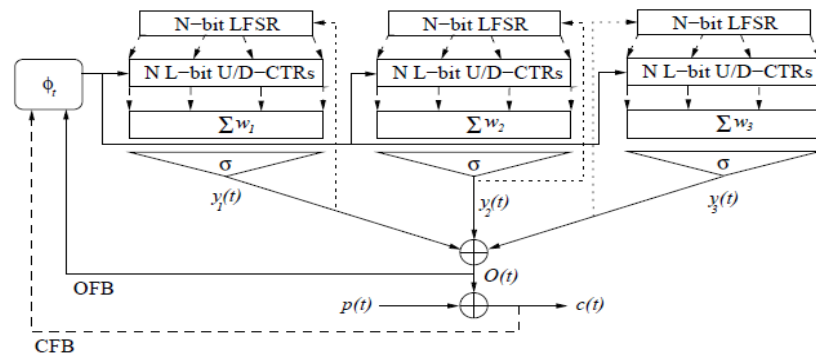 N-bit LFSR N-bit LFSR N-bit LFSR
N L-bit U/D-CTRs N L-bit U/D-CTRs N L-bit U/D-CTRs
ϕt
Σ w1 Σ w2 Σ w3
σ σ σ
y1(t) y2(t) y3(t)
O(t)
OFB
p(t) c(t)
CFB